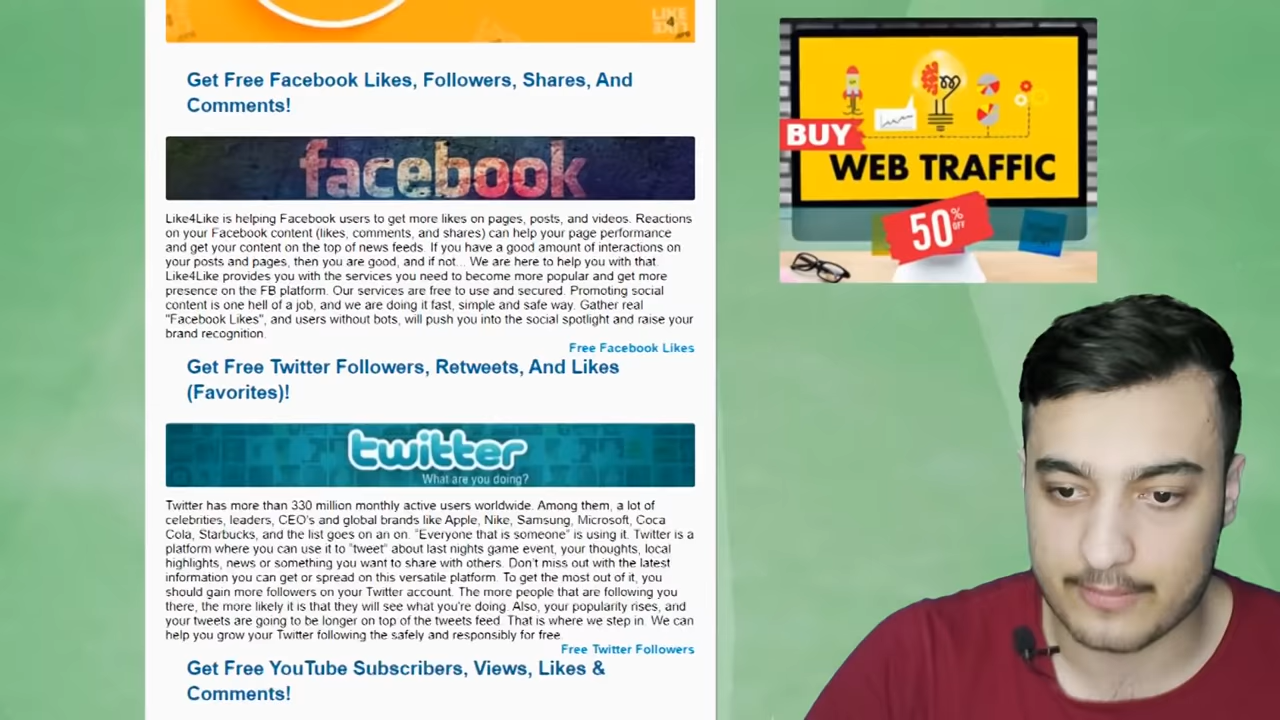 LIKE
4
Get Free Facebook Likes, Followers, Shares, And
Comments!
facebook
Like4Like is helping Facebook users to get more likes on pages, posts, and videos. Reactions
on your Facebook content (likes, comments, and shares) can help your page performance
and get your content on the top of news feeds. If you have a good amount of interactions on
your posts and pages, then you are good, and if not... We are here to help you with that.
Like4Like provides you with the services you need to become more popular and get more
presence on the FB platform. Our services are free to use and secured. Promoting social
content is one hell of a job, and we are doing it fast, simple and safe way. Gather real
"Facebook Likes", and users without bots, will push you into the social spotlight and raise your
brand recognition.
Free Facebook Likes
Get Free Twitter Followers, Retweets, And Likes
(Favorites)!
twitter
What are you doing?
Twitter has more than 330 million monthly active users worldwide. Among them, a lot of
celebrities, leaders, CEO's and global brands like Apple, Nike, Samsung, Microsoft, Coca
Cola, Starbucks, and the list goes on an on. "Everyone that is someone" is using it. Twitter is a
platform where you can use it to "tweet" about last nights game event, your thoughts, local
highlights, news or something you want to share with others. Don't miss out with the latest
information you can get or spread on this versatile platform. To get the most out of it, you
should gain more followers on your Twitter account. The more people that are following you
there, the more likely it is that they will see what you're doing. Also, your popularity rises, and
your tweets are going to be longer on top of the tweets feed. That is where we step in. We can
help you grow your Twitter following the safely and responsibly for free.
Free Twitter Followers
Get Free YouTube Subscribers, Views, Likes &
Comments!
BUY
WEB TRAFFIC
50% OFF